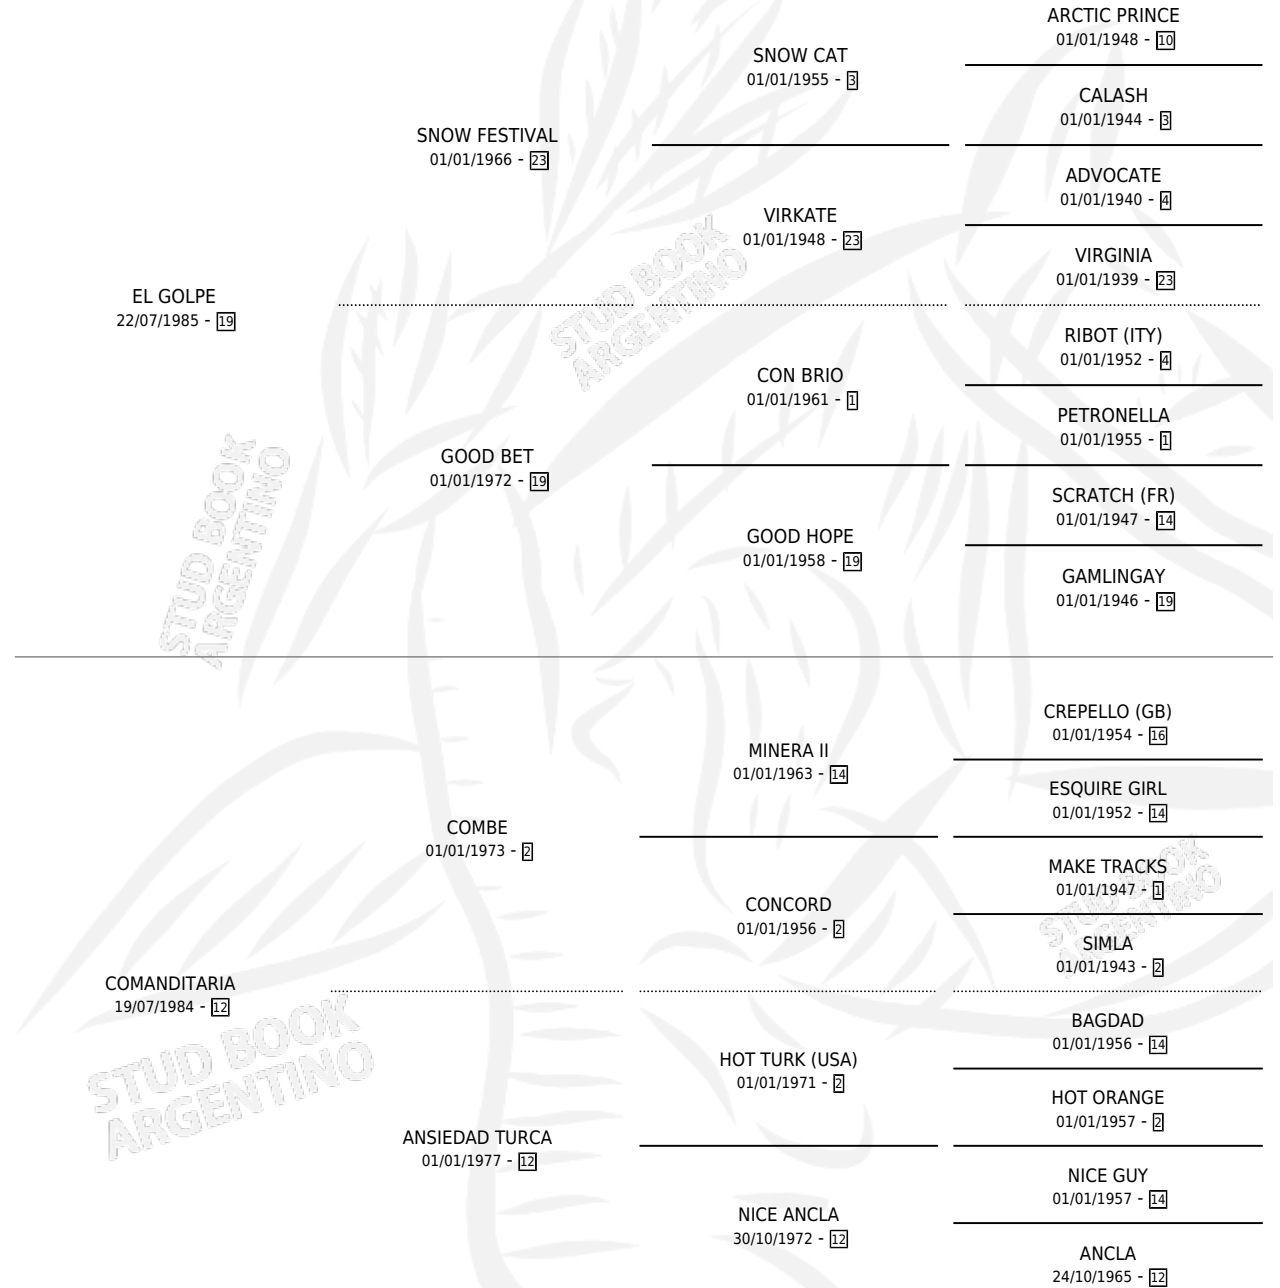 ARCTIC PRINCE
01/01/1948 - 10
SNOW CAT
01/01/1955 - 3
CALASH
01/01/1944 - 3
SNOW FESTIVAL
01/01/1966 - 23
ADVOCATE
01/01/1940 - 4
VIRKATE
01/01/1948 - 23
VIRGINIA
01/01/1939 - 23
EL GOLPE
22/07/1985 - 19
RIBOT (ITY)
01/01/1952 - 4
CON BRIO
01/01/1961 - 1
PETRONELLA
01/01/1955 - 1
GOOD BET
01/01/1972 - 19
SCRATCH (FR)
01/01/1947 - 14
GOOD HOPE
01/01/1958 - 19
GAMLINGAY
01/01/1946 - 19
CREPELLO (GB)
01/01/1954 - 16
MINERA II
01/01/1963 - 14
ESQUIRE GIRL
01/01/1952 - 14
COMBE
01/01/1973 - 2
MAKE TRACKS
01/01/1947 - 1
CONCORD
01/01/1956 - 2
SIMLA
01/01/1943 - 2
COMANDITARIA
19/07/1984 - 12
BAGDAD
01/01/1956 - 14
HOT TURK (USA)
01/01/1971 - 2
HOT ORANGE
01/01/1957 - 2
ANSIEDAD TURCA
01/01/1977 - 12
NICE GUY
01/01/1957 - 14
NICE ANCLA
30/10/1972 - 12
ANCLA
24/10/1965 - 12
STUD BOOK
ARGENTINO
STUD BOOK
ARGENTINO
STUD BOOK
ARGENTINO
STUD BOOK
ARGENTINO